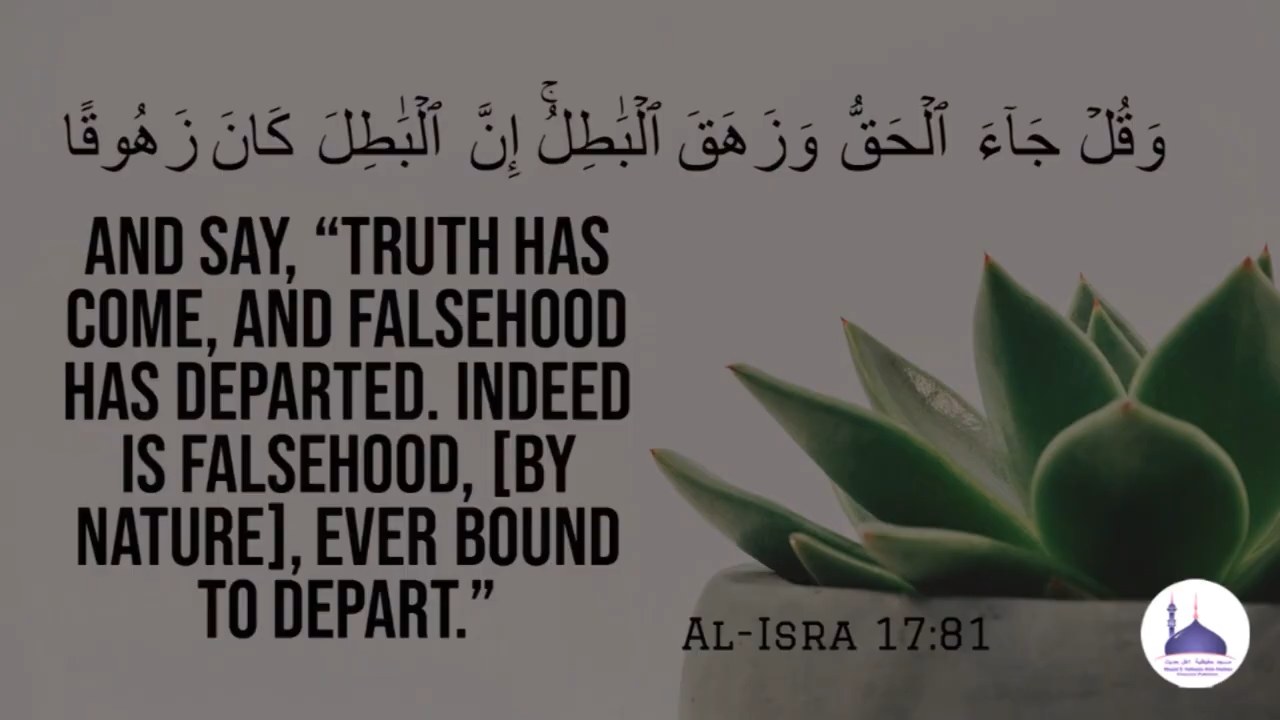 وَقُلْ جَآءَ ٱلْحَقُّ وَزَهَقَ ٱلْبَٰطِلُ ۚ إِنَّ ٱلْبَٰطِلَ كَانَ زَهُوقًا
AND SAY, “TRUTH HAS
COME, AND FALSEHOOD
HAS DEPARTED. INDEED
IS FALSEHOOD, [BY
NATURE], EVER BOUND
TO DEPART.”
AL-ISRA 17:81